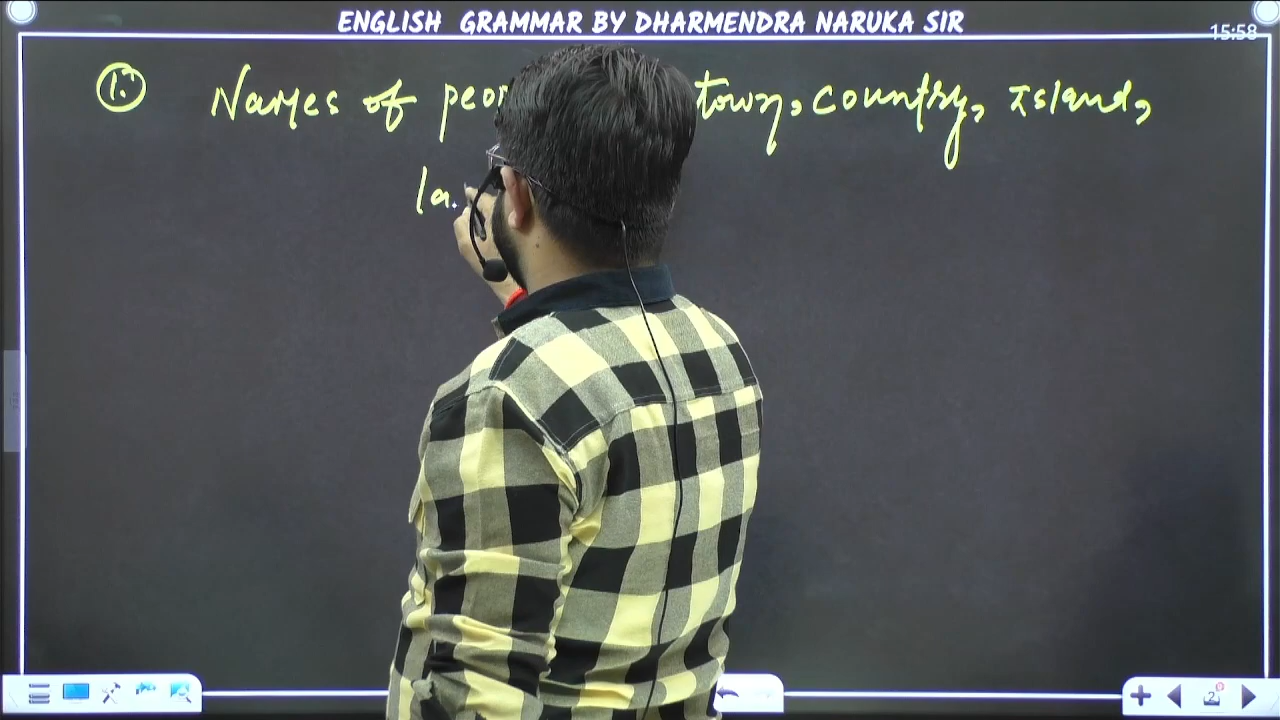 ENGLISH GRAMMAR BY DHARMENDRA NARUKA SIR
15:58
1. Names of peo town, country, Island,
la